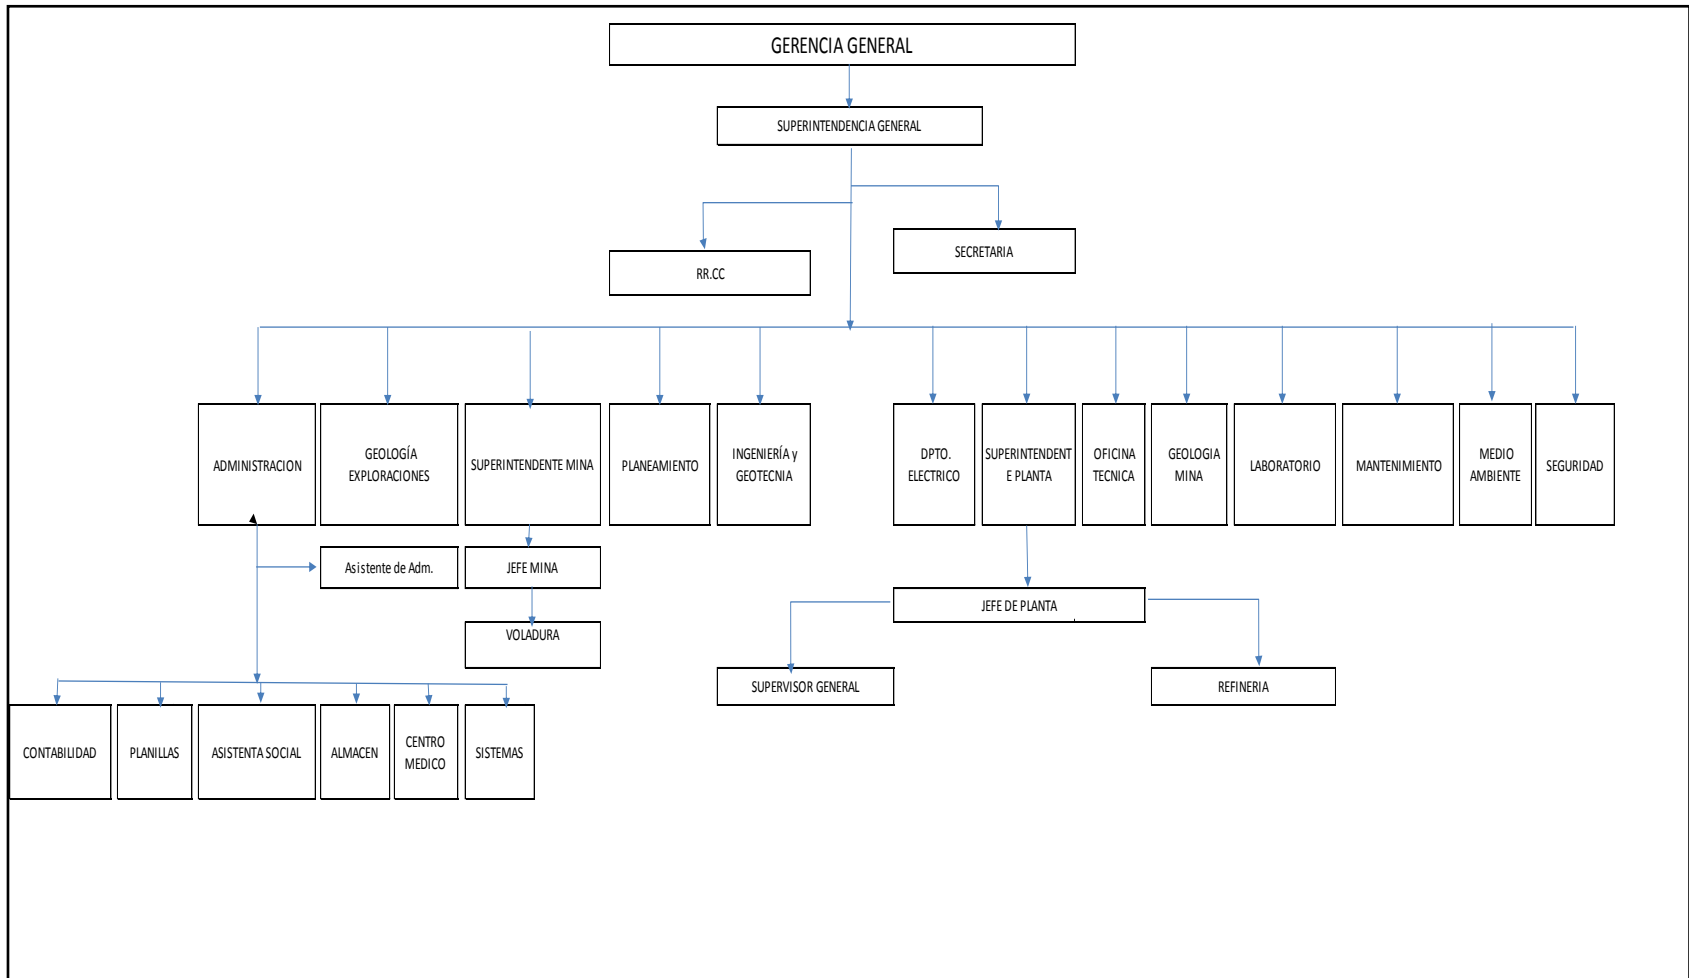 GERENCIA GENERAL
SUPERINTENDENCIA GENERAL
SECRETARIA
RR.CC
ADMINISTRACION
GEOLOGÍA
EXPLORACIONES
SUPERINTENDENTE MINA
PLANEAMIENTO
INGENIERÍA y
GEOTECNIA
DPTO.
ELECTRICO
SUPERINTENDENT
E PLANTA
OFICINA
TECNICA
GEOLOGIA
MINA
LABORATORIO
MANTENIMIENTO
MEDIO
AMBIENTE
SEGURIDAD
Asistente de Adm.
JEFE MINA
JEFE DE PLANTA
VOLADURA
SUPERVISOR GENERAL
REFINERIA
CONTABILIDAD
PLANILLAS
ASISTENTA SOCIAL
ALMACEN
CENTRO
MEDICO
SISTEMAS